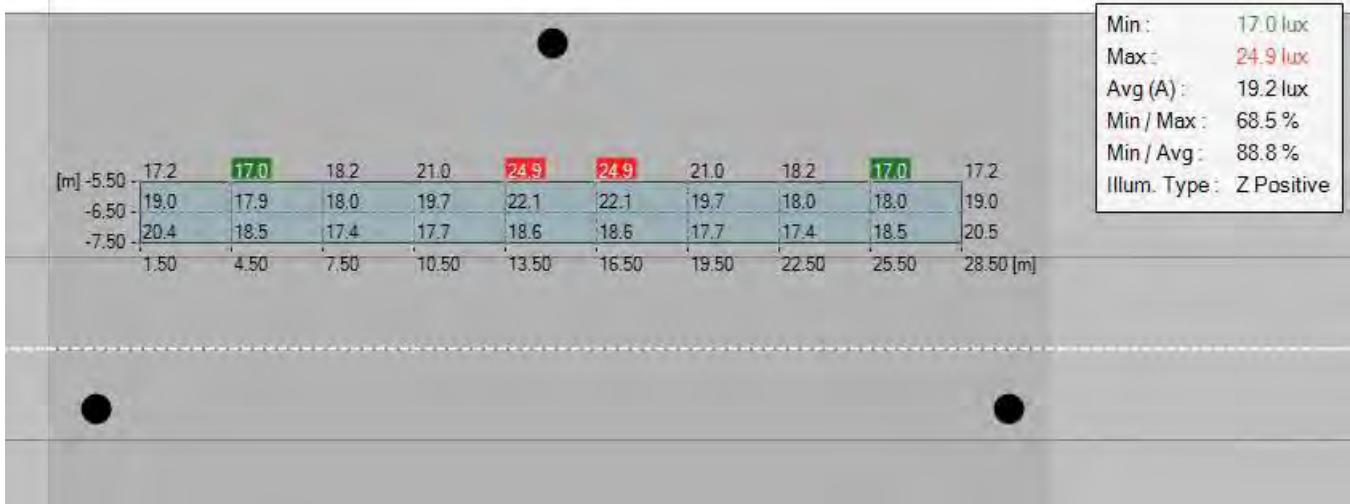 Min : 17.0 lux
Max : 24.9 lux
Avg (A) : 19.2 lux
Min / Max : 68.5 %
Min / Avg : 88.8 %
Illum. Type : Z Positive
[m] -5.50 17.2 17.0 18.2 21.0 24.9 24.9 21.0 18.2 17.0 17.2
-6.50 19.0 17.9 18.0 19.7 22.1 22.1 19.7 18.0 18.0 19.0
-7.50 20.4 18.5 17.4 17.7 18.6 18.6 17.7 17.4 18.5 20.5
1.50 4.50 7.50 10.50 13.50 16.50 19.50 22.50 25.50 28.50 [m]